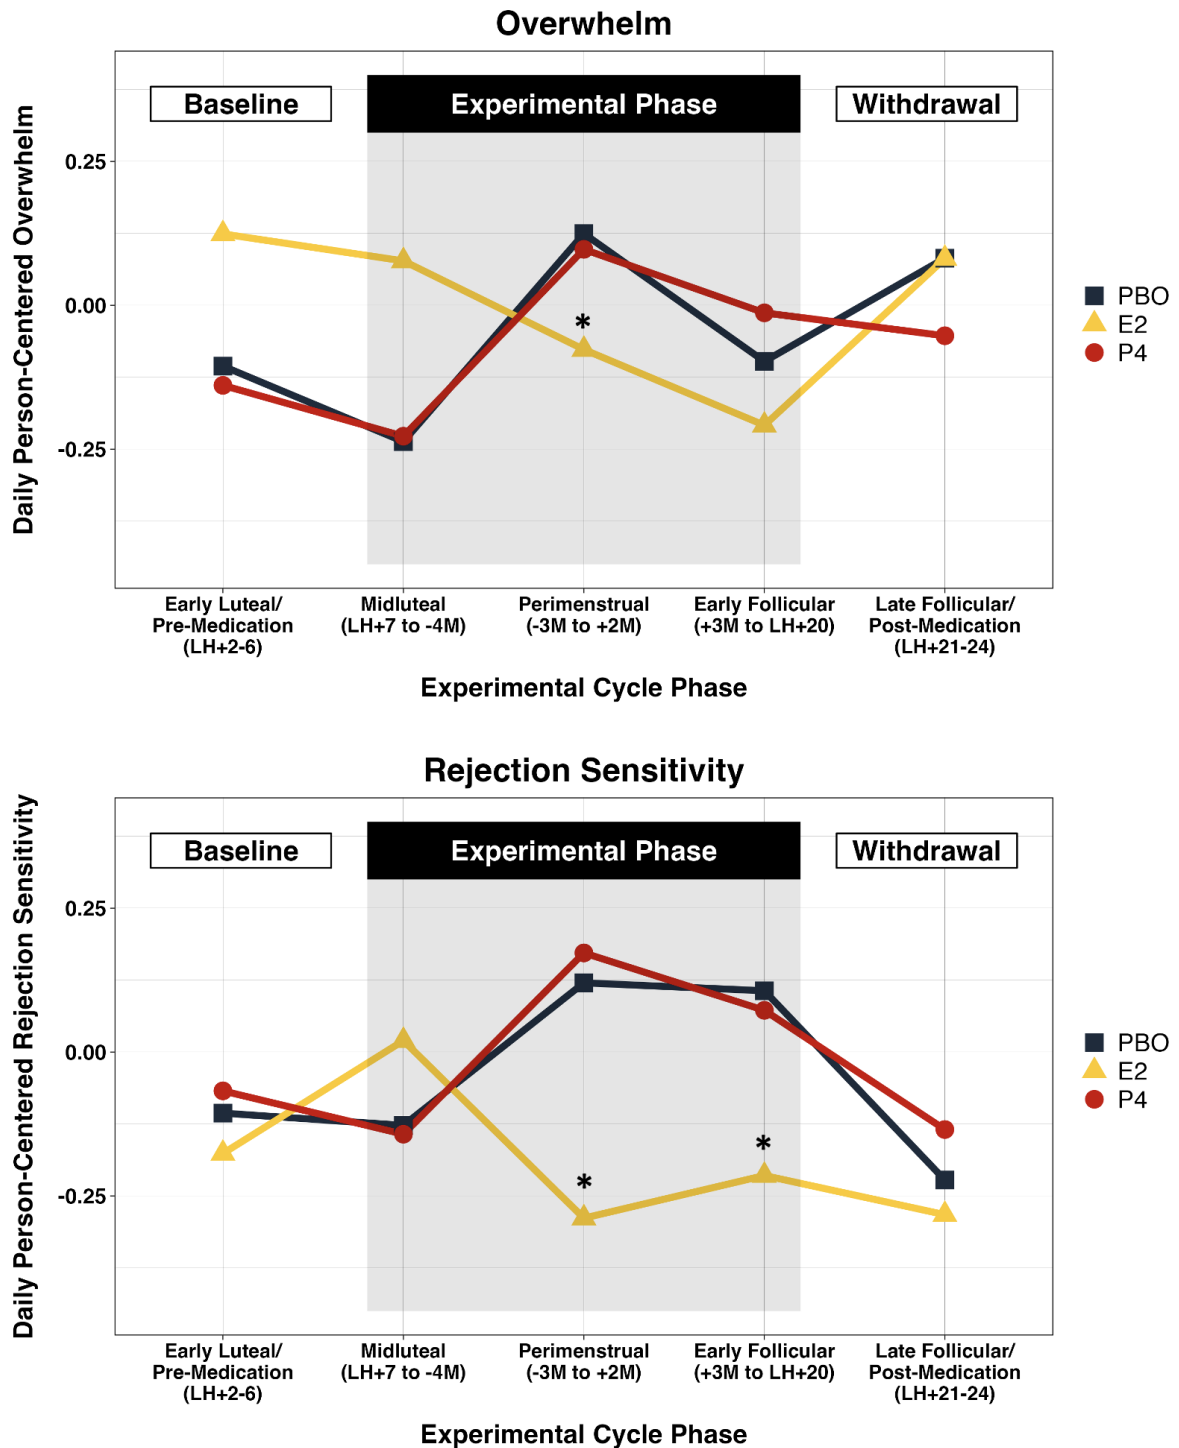 Overwhelm
Daily Person-Centered Overwhelm
Baseline
Experimental Phase
Withdrawal
0.25
0.00
-0.25
*
PBO
E2
P4
Early Luteal/
Pre-Medication
(LH+2-6)
Midluteal
(LH+7 to -4M)
Perimenstrual
(-3M to +2M)
Early Follicular
(+3M to LH+20)
Late Follicular/
Post-Medication
(LH+21-24)
Experimental Cycle Phase
Rejection Sensitivity
Daily Person-Centered Rejection Sensitivity
Baseline
Experimental Phase
Withdrawal
0.25
0.00
-0.25
*
*
PBO
E2
P4
Early Luteal/
Pre-Medication
(LH+2-6)
Midluteal
(LH+7 to -4M)
Perimenstrual
(-3M to +2M)
Early Follicular
(+3M to LH+20)
Late Follicular/
Post-Medication
(LH+21-24)
Experimental Cycle Phase